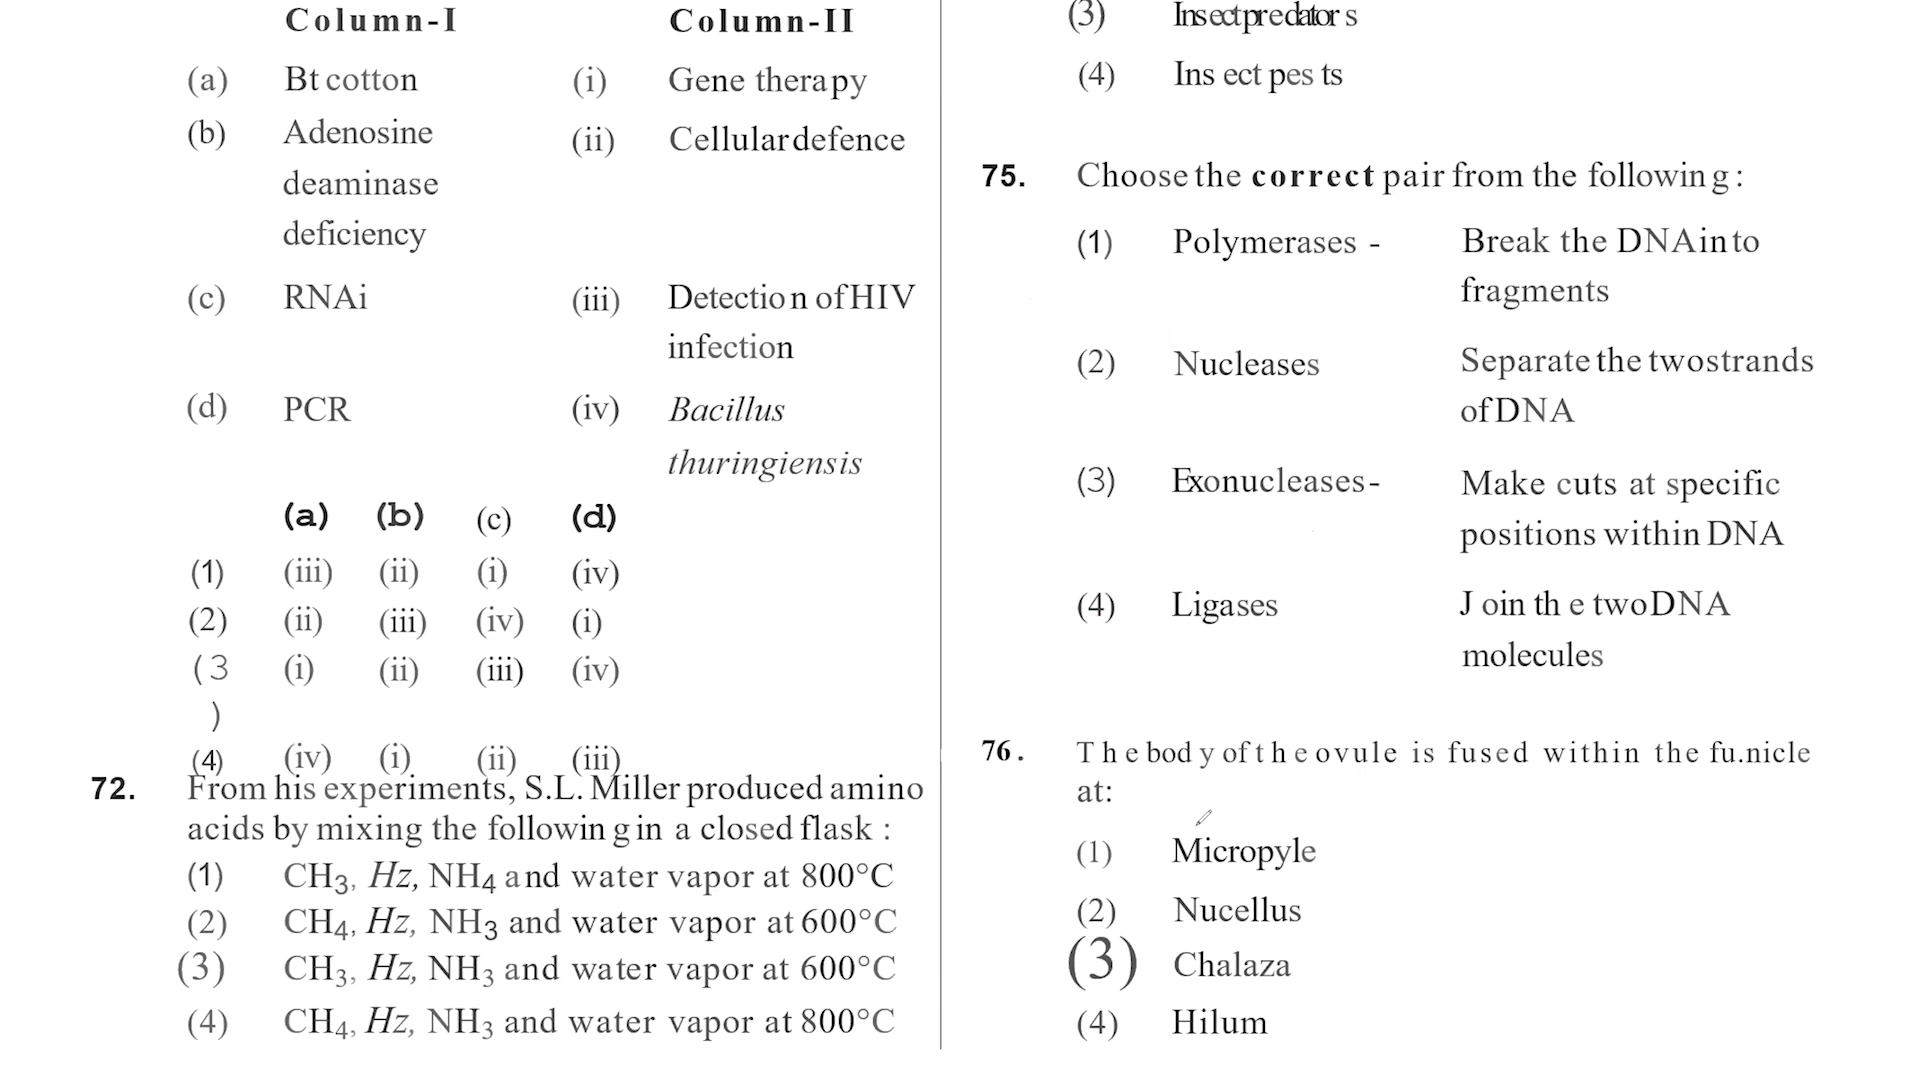 Column-I Column-II
(a) Bt cotton (i) Gene therapy
(b) Adenosine (ii) Cellular defence
deaminase
deficiency
(c) RNAi (iii) Detection of HIV
infection
(d) PCR (iv) Bacillus
thuringiensis
(a) (b) (c) (d)
(1) (iii) (ii) (i) (iv)
(2) (ii) (iii) (iv) (i)
(3 (i) (ii) (iii) (iv)
)
(4) (iv) (i) (ii) (iii)
72. From his experiments, S.L. Miller produced amino
acids by mixing the following in a closed flask :
(1) CH3, Hz, NH4 and water vapor at 800°C
(2) CH4, Hz, NH3 and water vapor at 600°C
(3) CH3, Hz, NH3 and water vapor at 600°C
(4) CH4, Hz, NH3 and water vapor at 800°C
(3) Insect predators
(4) Insect pests
75. Choose the correct pair from the following :
(1) Polymerases - Break the DNA into
fragments
(2) Nucleases Separate the two strands
of DNA
(3) Exonucleases - Make cuts at specific
positions within DNA
(4) Ligases Join the two DNA
molecules
76. The body of the ovule is fused within the fu.nicle
at:
(1) Micropyle
(2) Nucellus
(3) Chalaza
(4) Hilum